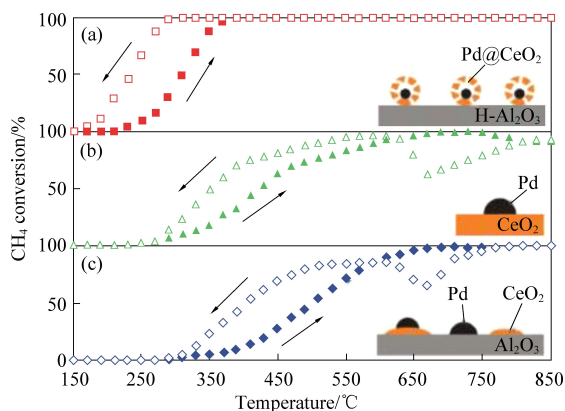 100
(a)
Pd@CeO₂
50
H-Al₂O₃
100
(b)
Pd
50
CeO₂
100
(c)
CeO₂
Pd
50
Al₂O₃
0
150 250 350 450 550 650 750 850
Temperature/℃
CH₄ conversion/%